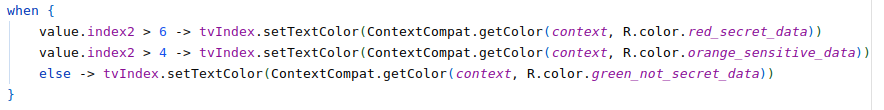 when {
    value.index2 > 6 -> tvIndex.setTextColor(ContextCompat.getColor(context, R.color.red_secret_data))
    value.index2 > 4 -> tvIndex.setTextColor(ContextCompat.getColor(context, R.color.orange_sensitive_data))
    else -> tvIndex.setTextColor(ContextCompat.getColor(context, R.color.green_not_secret_data))
}